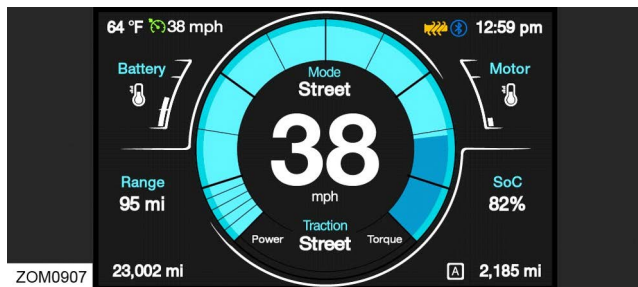 64 °F 38 mph 12:59 pm
Battery Mode Motor
Street
38
mph
Range SoC
95 mi 82%
Traction
Power Street Torque
23,002 mi A 2,185 mi
ZOM0907